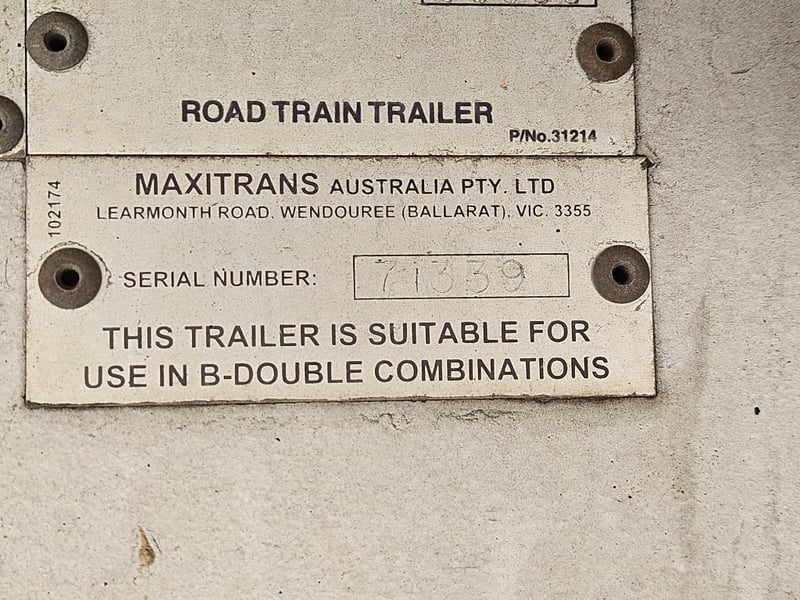 ROAD TRAIN TRAILER
P/No.31214
102174
MAXITRANS AUSTRALIA PTY. LTD
LEARMONTH ROAD. WENDOUREE (BALLARAT), VIC. 3355
SERIAL NUMBER: 71339
THIS TRAILER IS SUITABLE FOR
USE IN B-DOUBLE COMBINATIONS